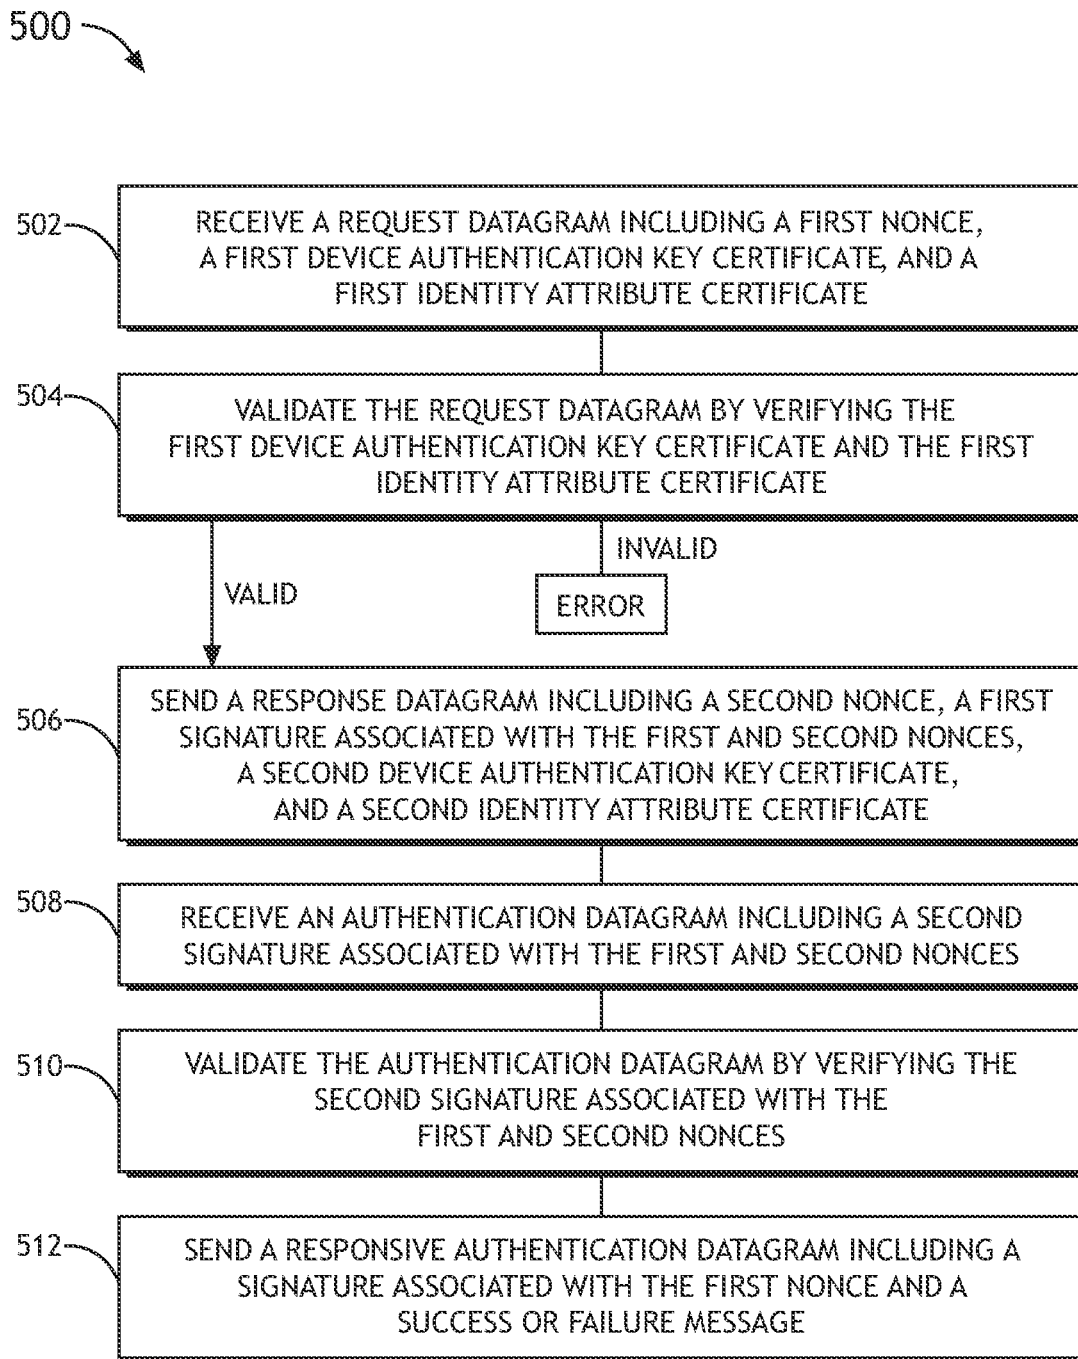 500
502
RECEIVE A REQUEST DATAGRAM INCLUDING A FIRST NONCE,
A FIRST DEVICE AUTHENTICATION KEY CERTIFICATE, AND A
FIRST IDENTITY ATTRIBUTE CERTIFICATE
504
VALIDATE THE REQUEST DATAGRAM BY VERIFYING THE
FIRST DEVICE AUTHENTICATION KEY CERTIFICATE AND THE FIRST
IDENTITY ATTRIBUTE CERTIFICATE
INVALID
VALID
ERROR
506
SEND A RESPONSE DATAGRAM INCLUDING A SECOND NONCE, A FIRST
SIGNATURE ASSOCIATED WITH THE FIRST AND SECOND NONCES,
A SECOND DEVICE AUTHENTICATION KEY CERTIFICATE,
AND A SECOND IDENTITY ATTRIBUTE CERTIFICATE
508
RECEIVE AN AUTHENTICATION DATAGRAM INCLUDING A SECOND
SIGNATURE ASSOCIATED WITH THE FIRST AND SECOND NONCES
510
VALIDATE THE AUTHENTICATION DATAGRAM BY VERIFYING THE
SECOND SIGNATURE ASSOCIATED WITH THE
FIRST AND SECOND NONCES
512
SEND A RESPONSIVE AUTHENTICATION DATAGRAM INCLUDING A
SIGNATURE ASSOCIATED WITH THE FIRST NONCE AND A
SUCCESS OR FAILURE MESSAGE